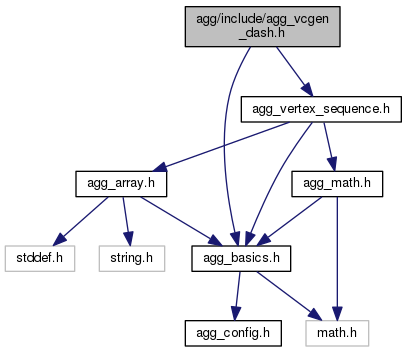 agg/include/agg_vcgen
_dash.h
agg_vertex_sequence.h
agg_array.h
agg_math.h
stddef.h
string.h
agg_basics.h
agg_config.h
math.h